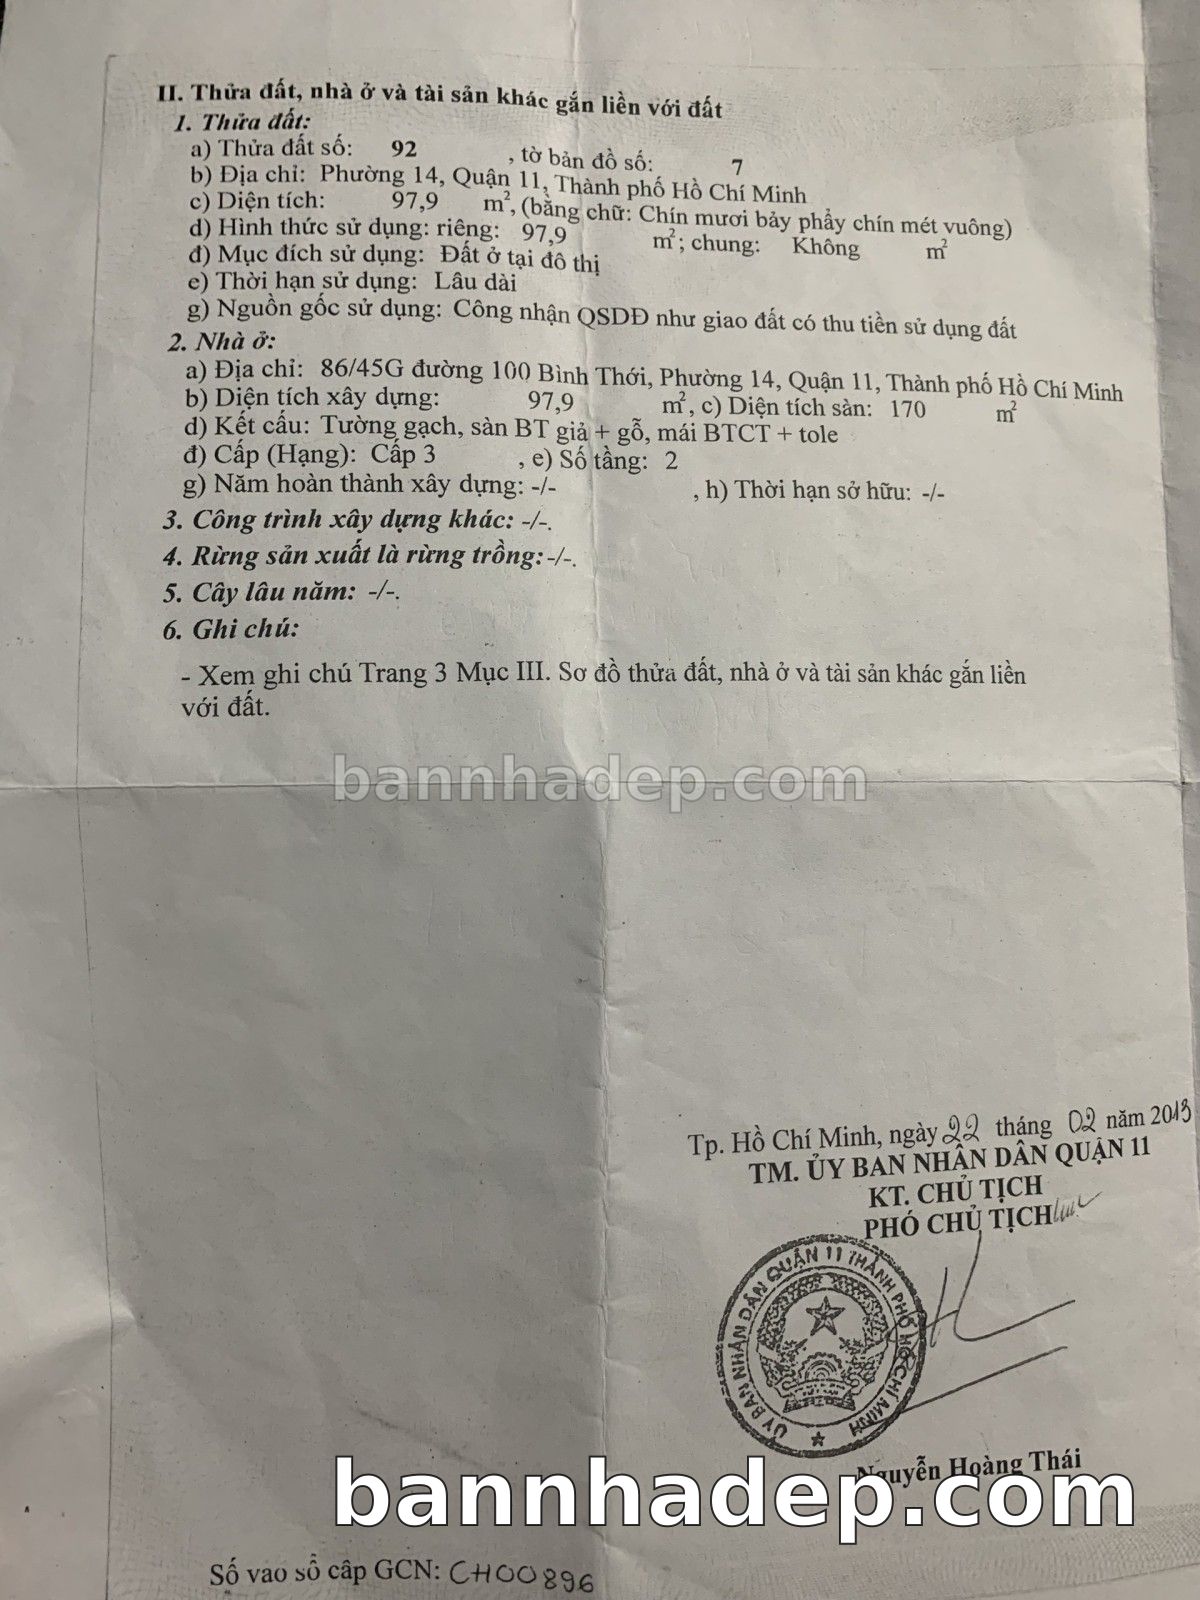 II. Thửa đất, nhà ở và tài sản khác gắn liền với đất
1. Thửa đất:
a) Thửa đất số: 92 , tờ bản đồ số: 7
b) Địa chỉ: Phường 14, Quận 11, Thành phố Hồ Chí Minh
c) Diện tích: 97,9 m², (bằng chữ: Chín mươi bảy phẩy chín mét vuông)
d) Hình thức sử dụng: riêng: 97,9 m²; chung: Không m²
đ) Mục đích sử dụng: Đất ở tại đô thị
e) Thời hạn sử dụng: Lâu dài
g) Nguồn gốc sử dụng: Công nhận QSDĐ như giao đất có thu tiền sử dụng đất
2. Nhà ở:
a) Địa chỉ: 86/45G đường 100 Bình Thới, Phường 14, Quận 11, Thành phố Hồ Chí Minh
b) Diện tích xây dựng: 97,9 m², c) Diện tích sàn: 170 m²
d) Kết cấu: Tường gạch, sàn BT giả + gỗ, mái BTCT + tole
đ) Cấp (Hạng): Cấp 3 , e) Số tầng: 2
g) Năm hoàn thành xây dựng: -/- , h) Thời hạn sở hữu: -/-
3. Công trình xây dựng khác: -/-.
4. Rừng sản xuất là rừng trồng: -/-.
5. Cây lâu năm: -/-.
6. Ghi chú:
- Xem ghi chú Trang 3 Mục III. Sơ đồ thửa đất, nhà ở và tài sản khác gắn liền
với đất.
bannhadep.com
Tp. Hồ Chí Minh, ngày 22 tháng 02 năm 2013
TM. ỦY BAN NHÂN DÂN QUẬN 11
KT. CHỦ TỊCH
PHÓ CHỦ TỊCH
ỦY BAN NHÂN DÂN QUẬN 11 THÀNH PHỐ HỒ CHÍ MINH
Nguyễn Hoàng Thái
bannhadep.com
Số vào sổ cấp GCN: CH00896